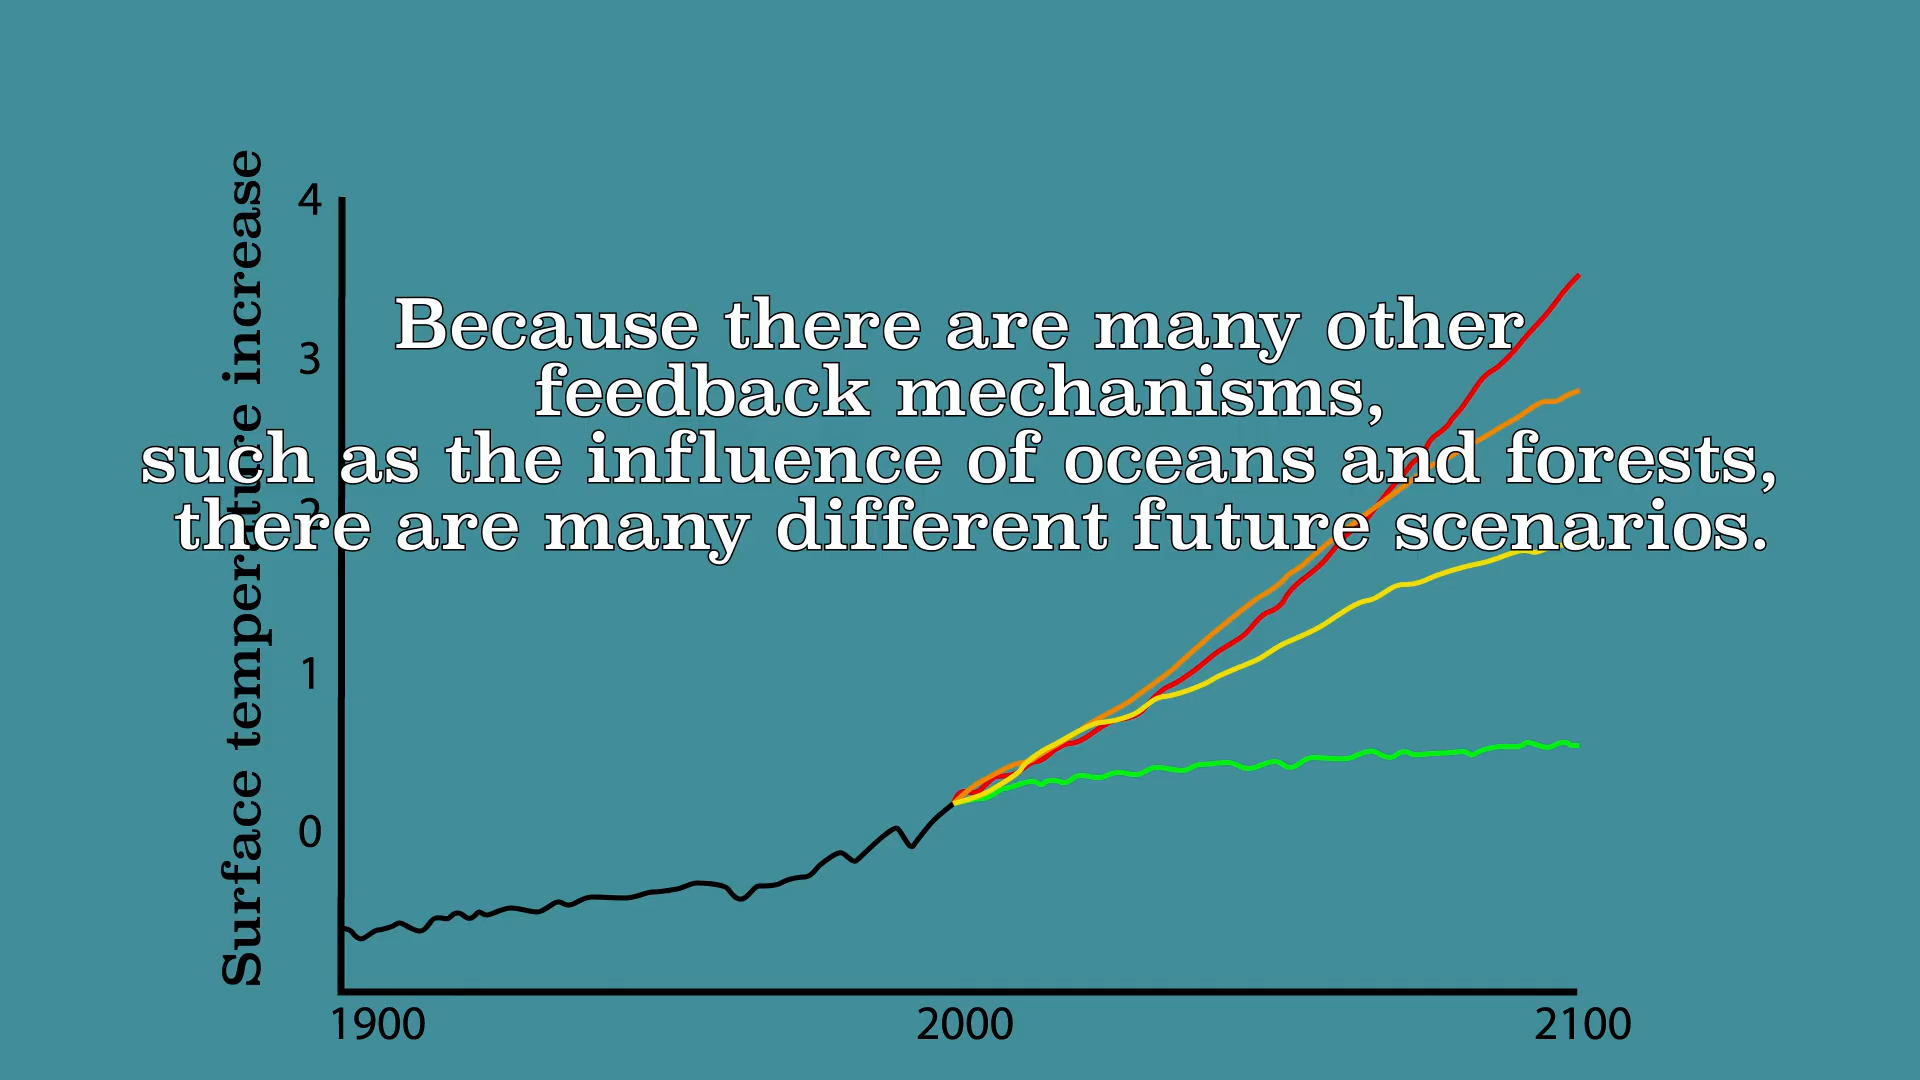 Because there are many other
feedback mechanisms,
such as the influence of oceans and forests,
there are many different future scenarios.
Surface temperature increase
4
3
2
1
0
1900
2000
2100